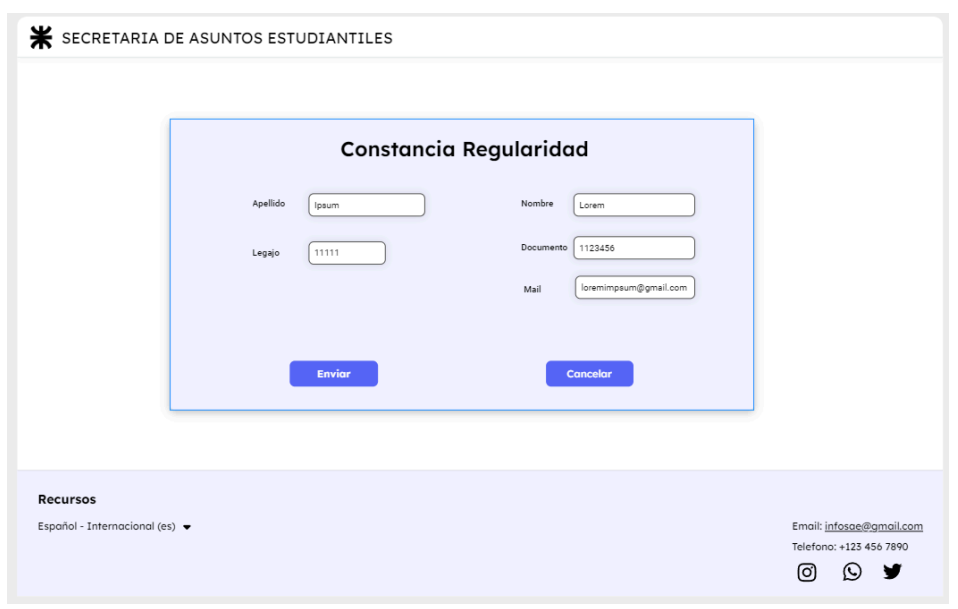 SECRETARIA DE ASUNTOS ESTUDIANTILES
Constancia Regularidad
Apellido Ipsum Nombre Lorem
Legajo 11111 Documento 1123456
Mail loremimpsum@gmail.com
Enviar Cancelar
Recursos
Español - Internacional (es)
Email: infosae@gmail.com
Telefono: +123 456 7890